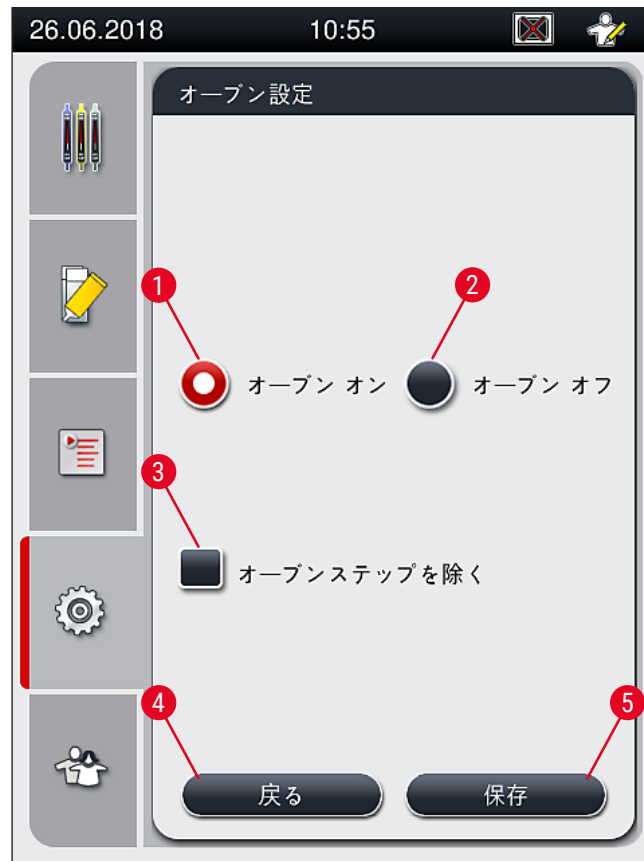 26.06.2018 10:55
オーブン設定
1 2
オーブン オン オーブン オフ
3
オーブンステップを除く
4 5
戻る 保存